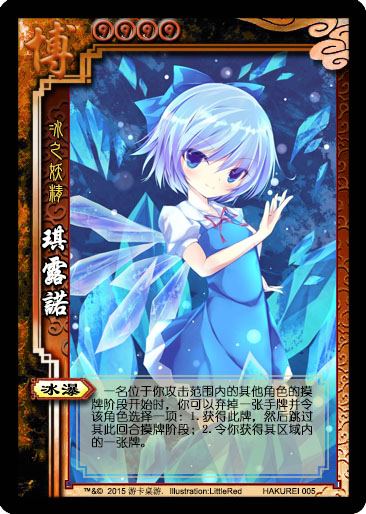 博
⑨⑨⑨⑨
冰之妖精
琪露諾
冰瀑
一名位于你攻击范围内的其他角色的摸
牌阶段开始时，你可以弃掉一张手牌并令
该角色选择一项：1.获得此牌，然后跳过
其此回合摸牌阶段；2.令你获得其区域内
的一张牌。
™&© 2015 游卡桌游. Illustration:LittleRed HAKUREI 005